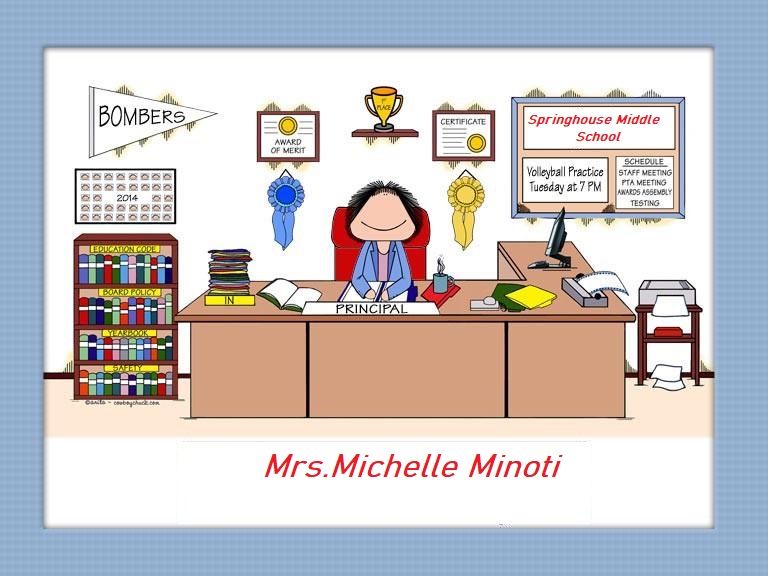 BOMBERS
1ST
PLACE
AWARD
OF MERIT
CERTIFICATE
Springhouse Middle
School
Volleyball Practice
Tuesday at 7 PM
SCHEDULE
STAFF MEETING
PTA MEETING
AWARDS ASSEMBLY
TESTING
2014
EDUCATION CODE
BOARD POLICY
YEARBOOK
SAFETY
IN
PRINCIPAL
©anita ~ cowboychuck.com
Mrs.Michelle Minoti